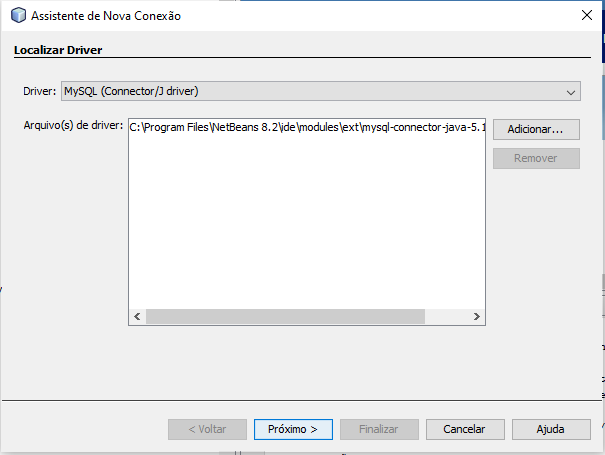 Assistente de Nova Conexão
Localizar Driver
Driver: MySQL (Connector/J driver)
Arquivo(s) de driver: C:\Program Files\NetBeans 8.2\ide\modules\ext\mysql-connector-java-5.1
Adicionar...
Remover
< Voltar Próximo > Finalizar Cancelar Ajuda